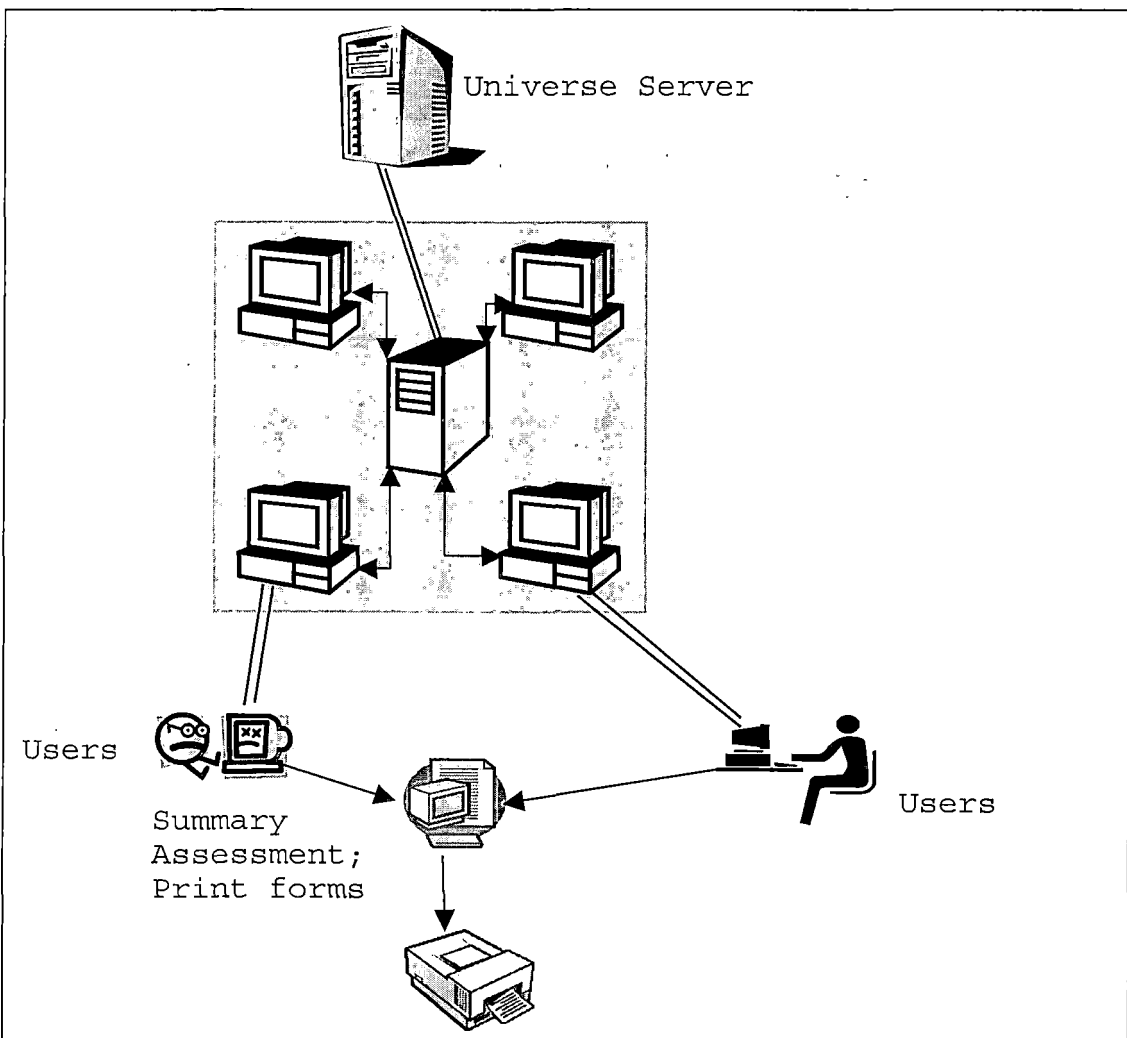 Universe Server
Users
Users
Summary
Assessment;
Print forms